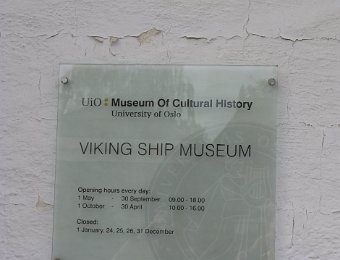 UiO : Museum Of Cultural History
University of Oslo
VIKING SHIP MUSEUM
Opening hours every day:
1 May - 30 September 09.00 - 18.00
1 October - 30 April 10.00 - 16.00
Closed:
1 January, 24, 25, 26, 31 December